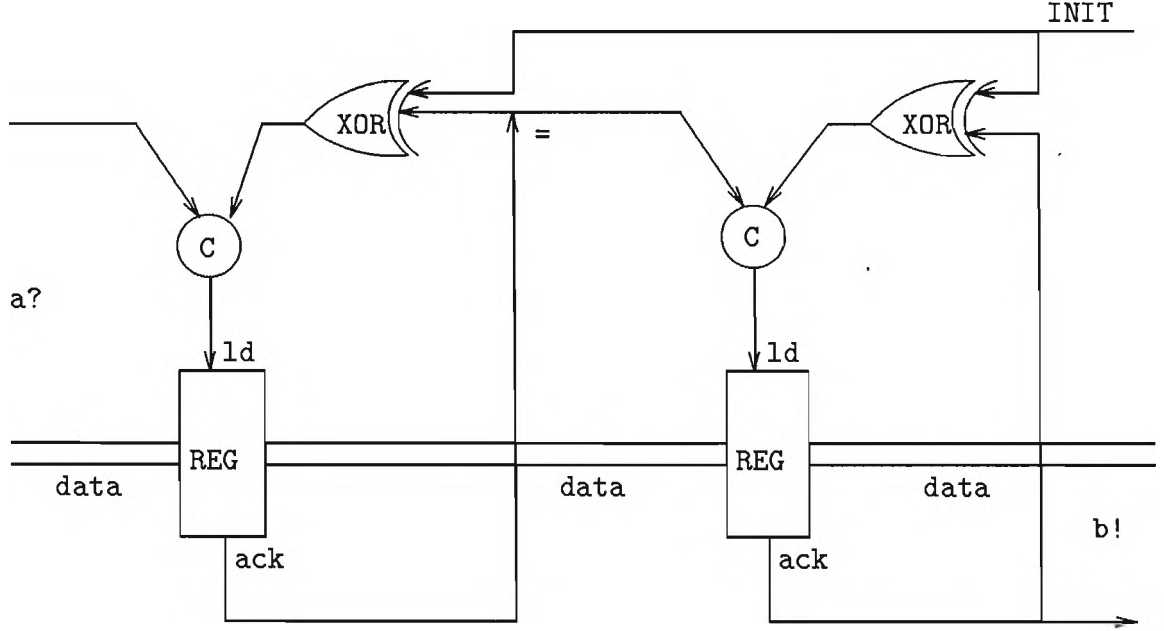 INIT
XOR
XOR
=
C
C
a?
ld
ld
REG
REG
data
data
data
b!
ack
ack